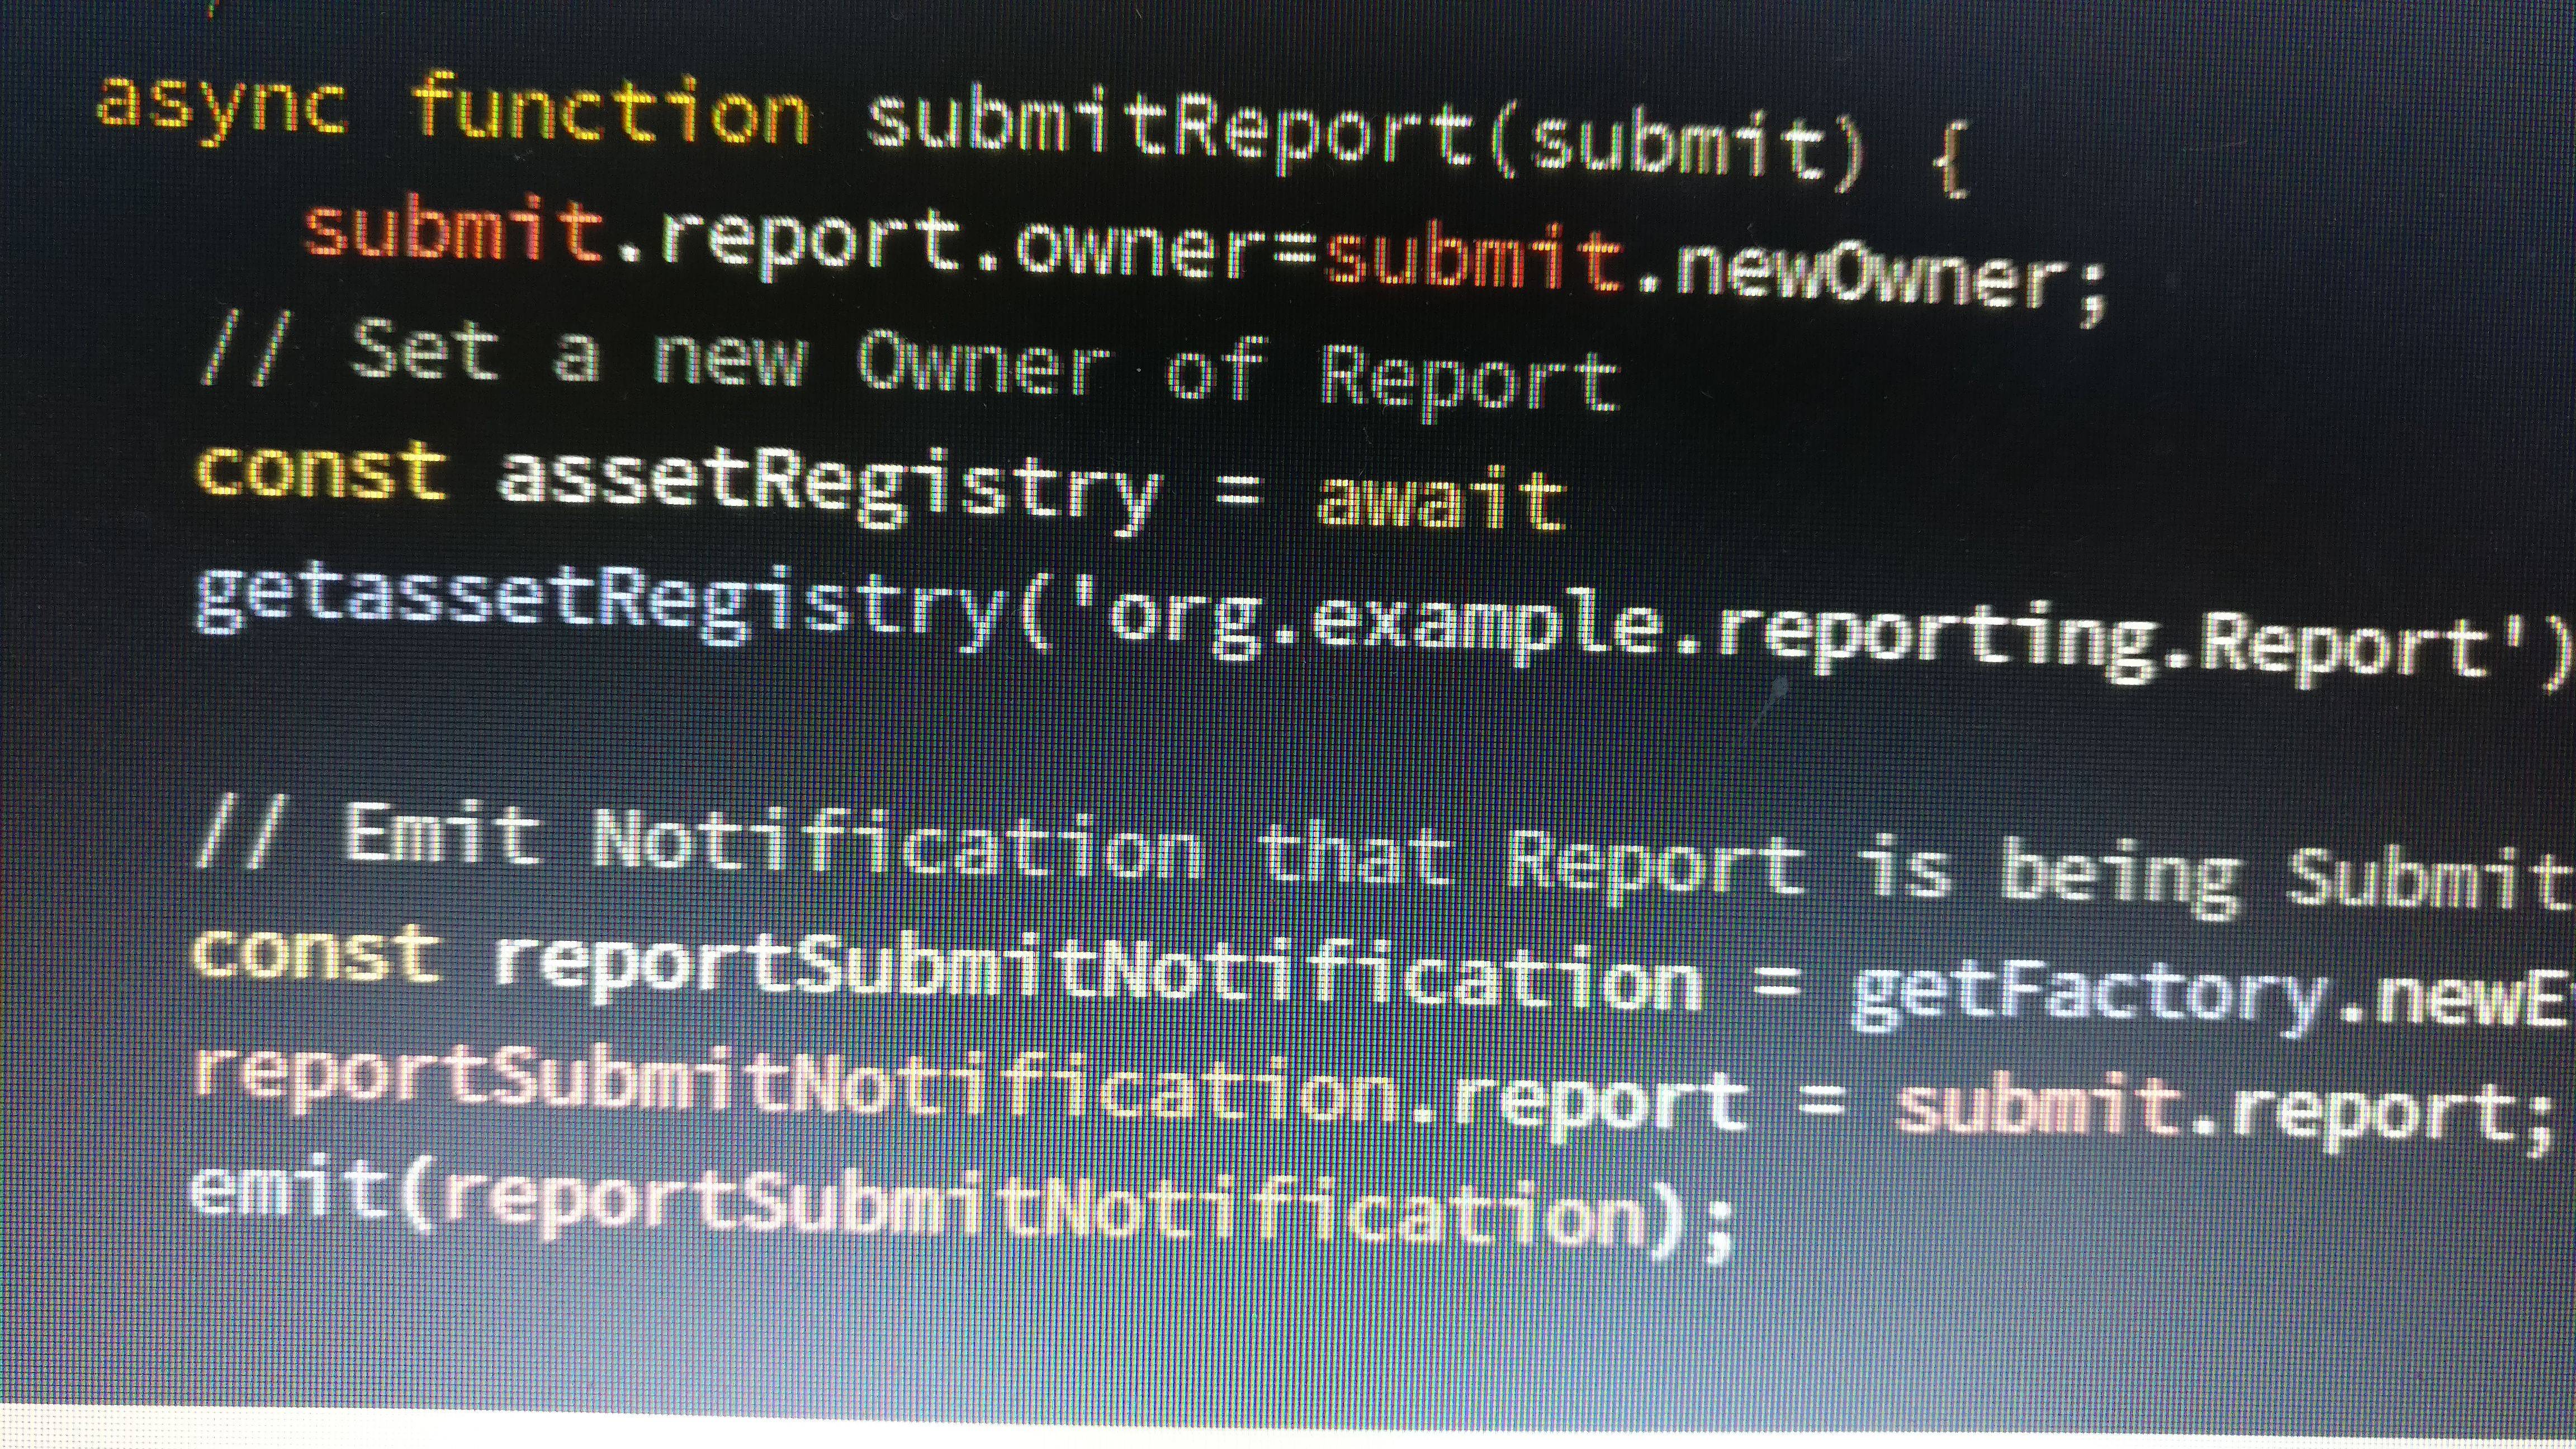 async function submitReport(submit) {
submit.report.owner=submit.newOwner;
// Set a new Owner of Report
const assetRegistry = await
getassetRegistry('org.example.reporting.Report')
// Emit Notification that Report is being Submit
const reportSubmitNotification = getFactory.newE
reportSubmitNotification.report = submit.report;
emit(reportSubmitNotification);